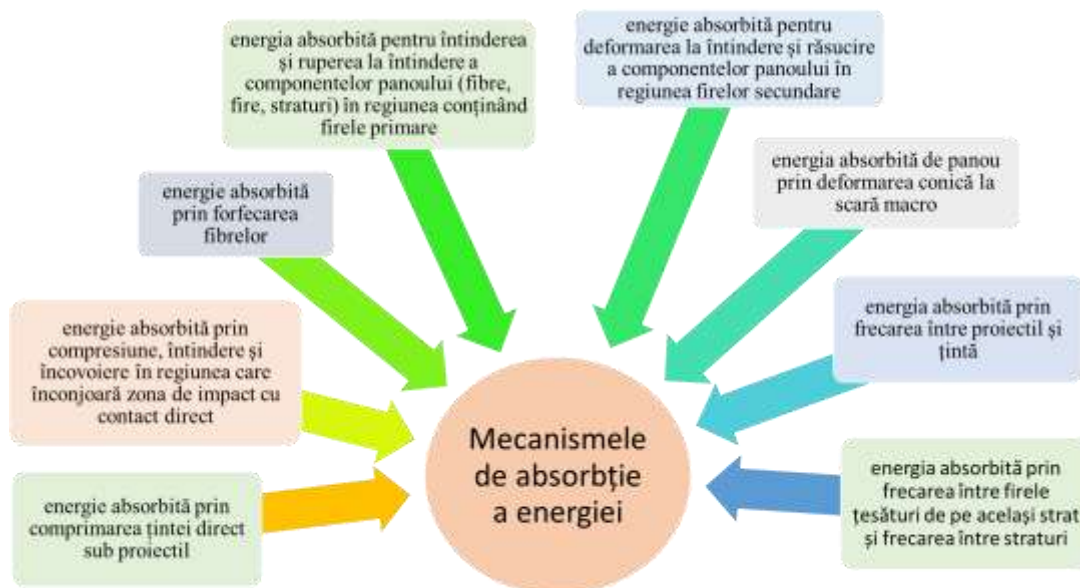 energia absorbită pentru întinderea
și ruperea la întindere a
componentelor panoului (fibre,
fire, straturi) în regiunea conținând
firele primare
energie absorbită pentru
deformarea la întindere și răsucire
a componentelor panoului în
regiunea firelor secundare
energie absorbită
prin forfecarea
fibrelor
energia absorbită de panou
prin deformarea conică la
scară macro
energie absorbită prin
compresiune, întindere și
încovoiere în regiunea care
înconjoară zona de impact cu
contact direct
energia absorbită prin
frecarea între proiectil și
țintă
energie absorbită prin
comprimarea țintei direct
sub proiectil
Mecanismele
de absorbție
a energiei
energia absorbită prin
frecarea între firele
țesături de pe același strat
și frecarea între straturi